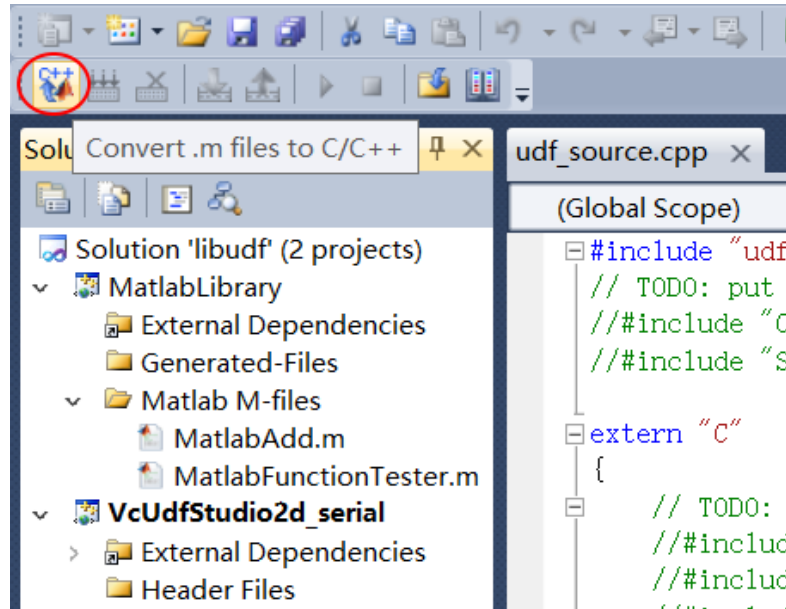 C++
Convert .m files to C/C++
Solu
udf_source.cpp
(Global Scope)
Solution 'libudf' (2 projects)
MatlabLibrary
External Dependencies
Generated-Files
Matlab M-files
MatlabAdd.m
MatlabFunctionTester.m
VcUdfStudio2d_serial
External Dependencies
Header Files
#include "udf
// TODO: put
//#include "C
//#include "S
extern "C"
{
// TODO:
//#includ
//#includ